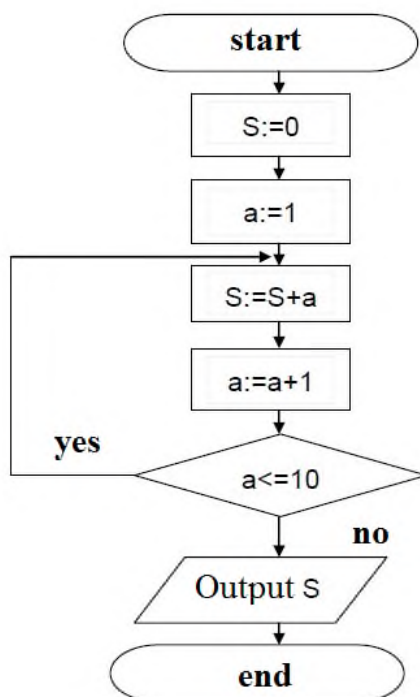 start
S:=0
a:=1
S:=S+a
a:=a+1
yes
a<=10
no
Output S
end